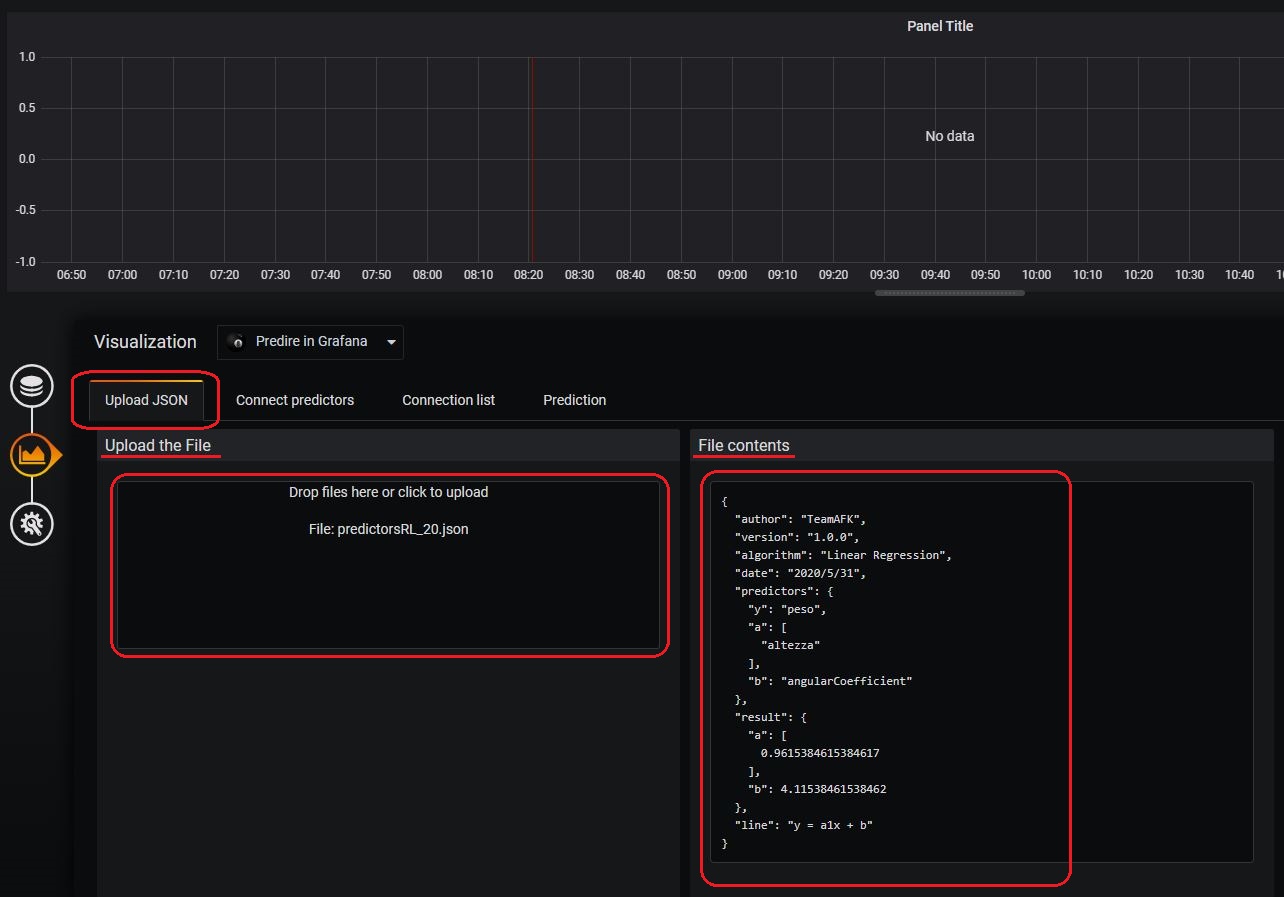 Panel Title
1.0
0.5
0.0
-0.5
-1.0
No data
06:50 07:00 07:10 07:20 07:30 07:40 07:50 08:00 08:10 08:20 08:30 08:40 08:50 09:00 09:10 09:20 09:30 09:40 09:50 10:00 10:10 10:20 10:30 10:40
Visualization Predire in Grafana
Upload JSON Connect predictors Connection list Prediction
Upload the File
Drop files here or click to upload
File: predictorsRL_20.json
File contents
{
  "author": "TeamAFK",
  "version": "1.0.0",
  "algorithm": "Linear Regression",
  "date": "2020/5/31",
  "predictors": {
    "y": "peso",
    "a": [
      "altezza"
    ],
    "b": "angularCoefficient"
  },
  "result": {
    "a": [
      0.9615384615384617
    ],
    "b": 4.11538461538462
  },
  "line": "y = a1x + b"
}